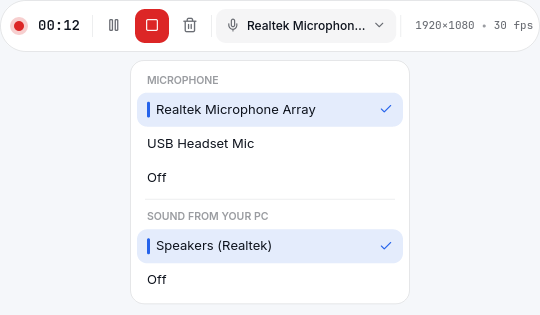 00:12
Realtek Microphon...
1920×1080 • 30 fps
MICROPHONE
Realtek Microphone Array
USB Headset Mic
Off
SOUND FROM YOUR PC
Speakers (Realtek)
Off